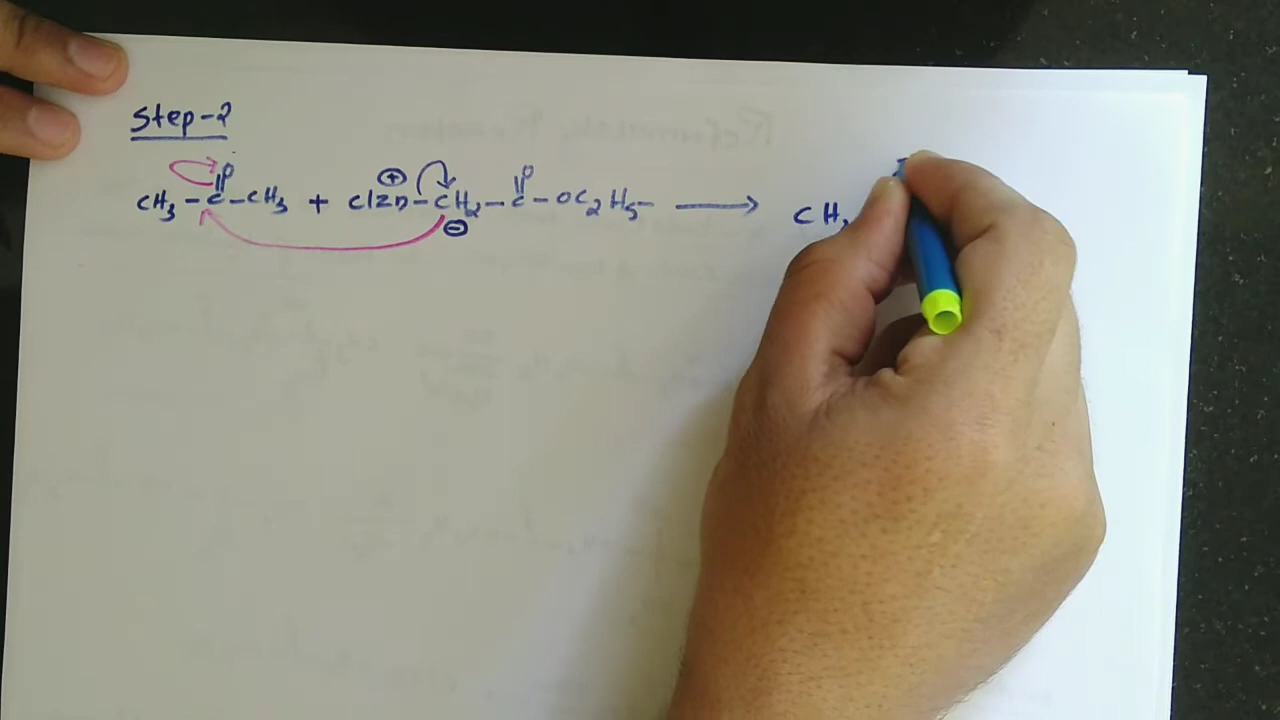 Step-2
O O
CH3 - C - CH3 + ClZn ⊕ - CH2 - C - OC2H5 - ⟶ CH3
⊖